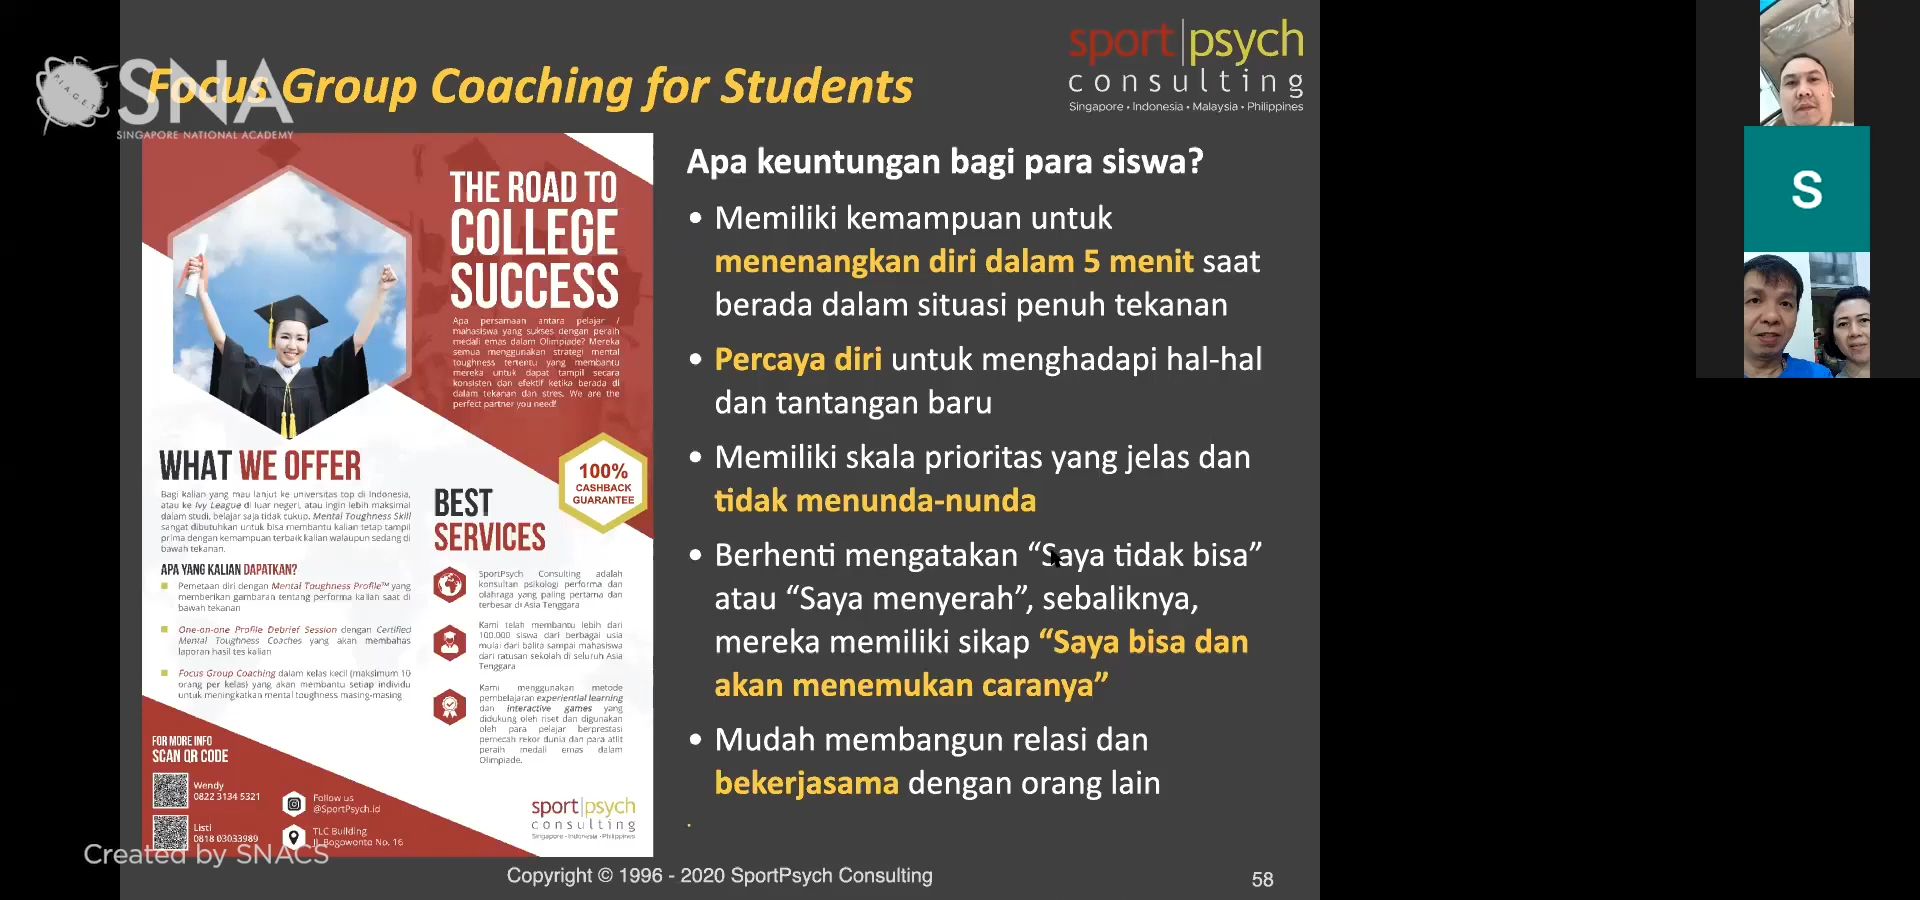 Focus Group Coaching for Students
SNA
SINGAPORE NATIONAL ACADEMY
PIAGET
sport|psych
consulting
Singapore • Indonesia • Malaysia • Philippines
THE ROAD TO
COLLEGE
SUCCESS
Apa persamaan antara pelajar /
mahasiswa yang sukses dengan peraih
medali emas dalam Olimpiade? Mereka
semua menggunakan strategi mental
toughness tertentu yang membantu
mereka untuk dapat tampil secara
konsisten dan efektif ketika berada di
dalam tekanan dan stres. We are the
perfect partner you need!
100%
CASHBACK
GUARANTEE
WHAT WE OFFER
Bagi kalian yang mau lanjut ke universitas top di Indonesia,
atau ke Ivy League di luar negeri, atau ingin lebih maksimal
dalam studi, belajar saja tidak cukup. Mental Toughness Skill
sangat dibutuhkan untuk bisa membantu kalian tetap tampil
prima dengan kemampuan terbaik kalian walaupun sedang di
bawah tekanan.
APA YANG KALIAN DAPATKAN?
Pemetaan diri dengan Mental Toughness Profile™ yang
memberikan gambaran tentang performa kalian saat di
bawah tekanan
One-on-one Profile Debrief Session dengan Certified
Mental Toughness Coaches yang akan membahas
laporan hasil tes kalian
Focus Group Coaching dalam kelas kecil (maksimum 10
orang per kelas) yang akan membantu setiap individu
untuk meningkatkan mental toughness masing-masing
BEST
SERVICES
SportPsych Consulting adalah
konsultan psikologi performa dan
olahraga yang paling pertama dan
terbesar di Asia Tenggara
Kami telah membantu lebih dari
100.000 siswa dari berbagai usia
mulai dari balita sampai mahasiswa
dari ratusan sekolah di seluruh Asia
Tenggara
Kami menggunakan metode
pembelajaran experiential learning
dan interactive games yang
didukung oleh riset dan digunakan
oleh para pelajar berprestasi
pemecah rekor dunia dan para atlit
peraih medali emas dalam
Olimpiade.
FOR MORE INFO
SCAN QR CODE
Wendy
0822 3134 5321
Listi
0818 03033989
Follow us
@SportPsych.id
TLC Building
Jl. Bogowonto No. 16
sport|psych
consulting
Singapore • Indonesia • Philippines
Apa keuntungan bagi para siswa?
• Memiliki kemampuan untuk
menenangkan diri dalam 5 menit saat
berada dalam situasi penuh tekanan
• Percaya diri untuk menghadapi hal-hal
dan tantangan baru
• Memiliki skala prioritas yang jelas dan
tidak menunda-nunda
• Berhenti mengatakan “Saya tidak bisa”
atau “Saya menyerah”, sebaliknya,
mereka memiliki sikap “Saya bisa dan
akan menemukan caranya”
• Mudah membangun relasi dan
bekerjasama dengan orang lain
Created by SNACS
Copyright © 1996 - 2020 SportPsych Consulting
58
S